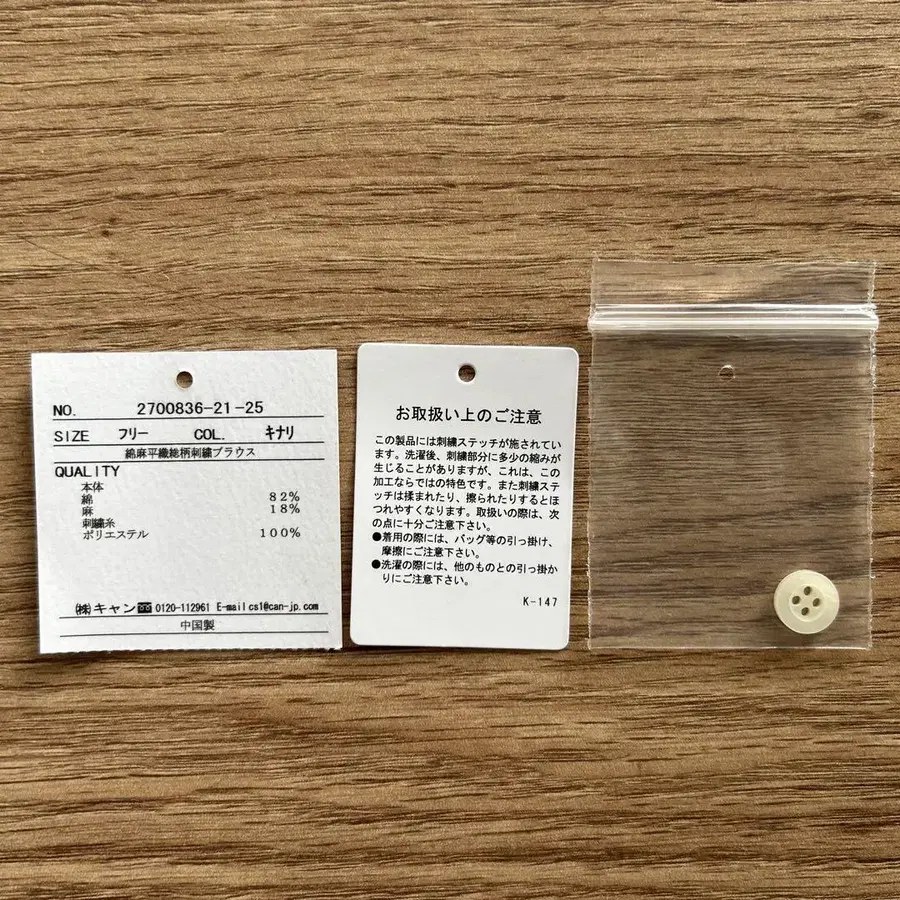 NO. 2700836-21-25
SIZE フリー COL. キナリ
綿麻平織総柄刺繍ブラウス
QUALITY
本体
綿 82%
麻 18%
刺繍糸
ポリエステル 100%
㈱キャン 0120-112961 E-mail cs1@can-jp.com
中国製
お取扱い上のご注意
この製品には刺繍ステッチが施されてい
ます。洗濯後、刺繍部分に多少の縮みが
生じることがありますが、これは、この
加工ならではの特色です。また刺繍ステ
ッチは揉まれたり、擦られたりするとほ
つれやすくなります。取扱いの際は、次
の点に十分ご注意下さい。
●着用の際には、バッグ等の引っ掛け、
摩擦にご注意下さい。
●洗濯の際には、他のものとの引っ掛か
りにご注意下さい。
K-147